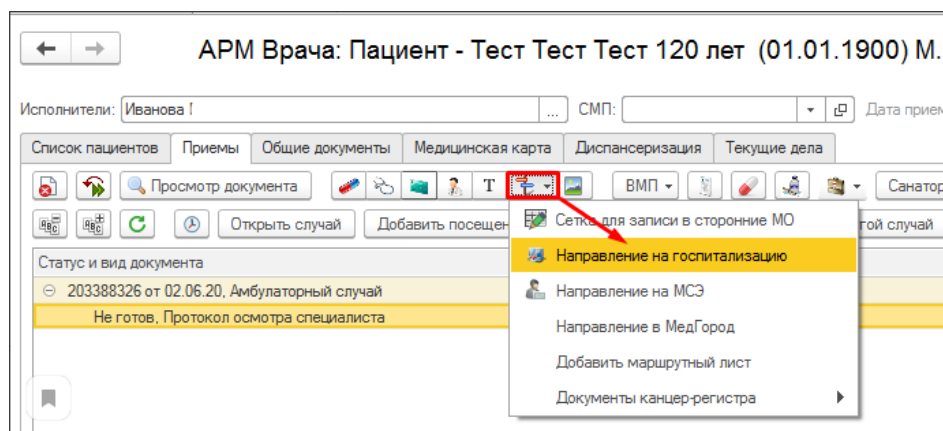 АРМ Врача: Пациент - Тест Тест Тест 120 лет (01.01.1900) М.
Исполнители: Иванова ... СМП: Дата прием
Список пациентов Приемы Общие документы Медицинская карта Диспансеризация Текущие дела
Просмотр документа Т ВМП Санатор
АВС АВС Открыть случай Добавить посещен гой случай
Сетка для записи в сторонние МО
Статус и вид документа
Направление на госпитализацию
203388326 от 02.06.20, Амбулаторный случай
Направление на МСЭ
Не готов, Протокол осмотра специалиста
Направление в МедГород
Добавить маршрутный лист
Документы канцер-регистра